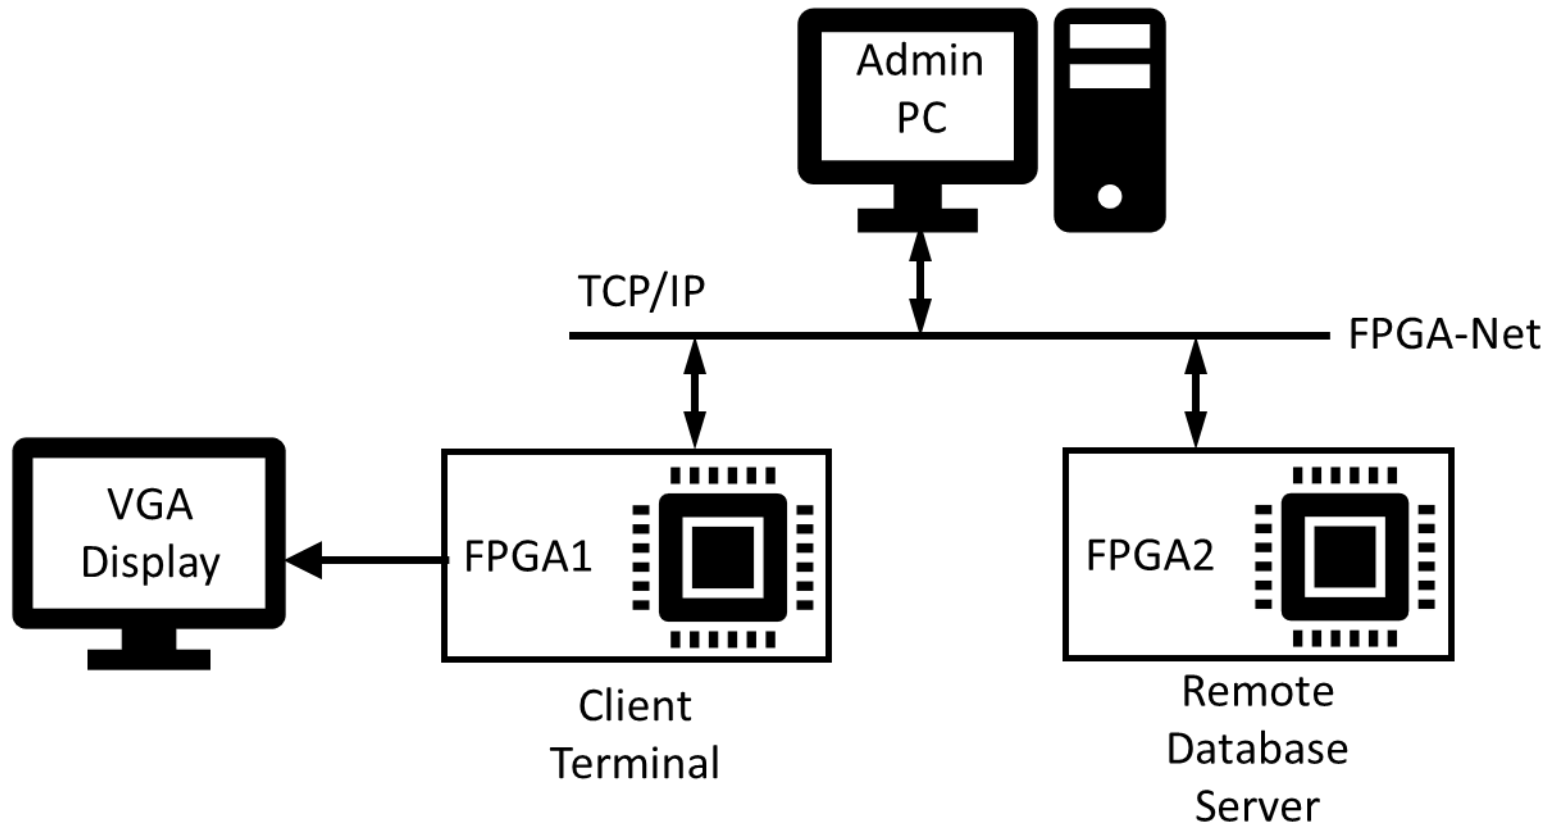 Admin
PC
TCP/IP
FPGA-Net
VGA
Display
FPGA1
FPGA2
Client
Terminal
Remote
Database
Server